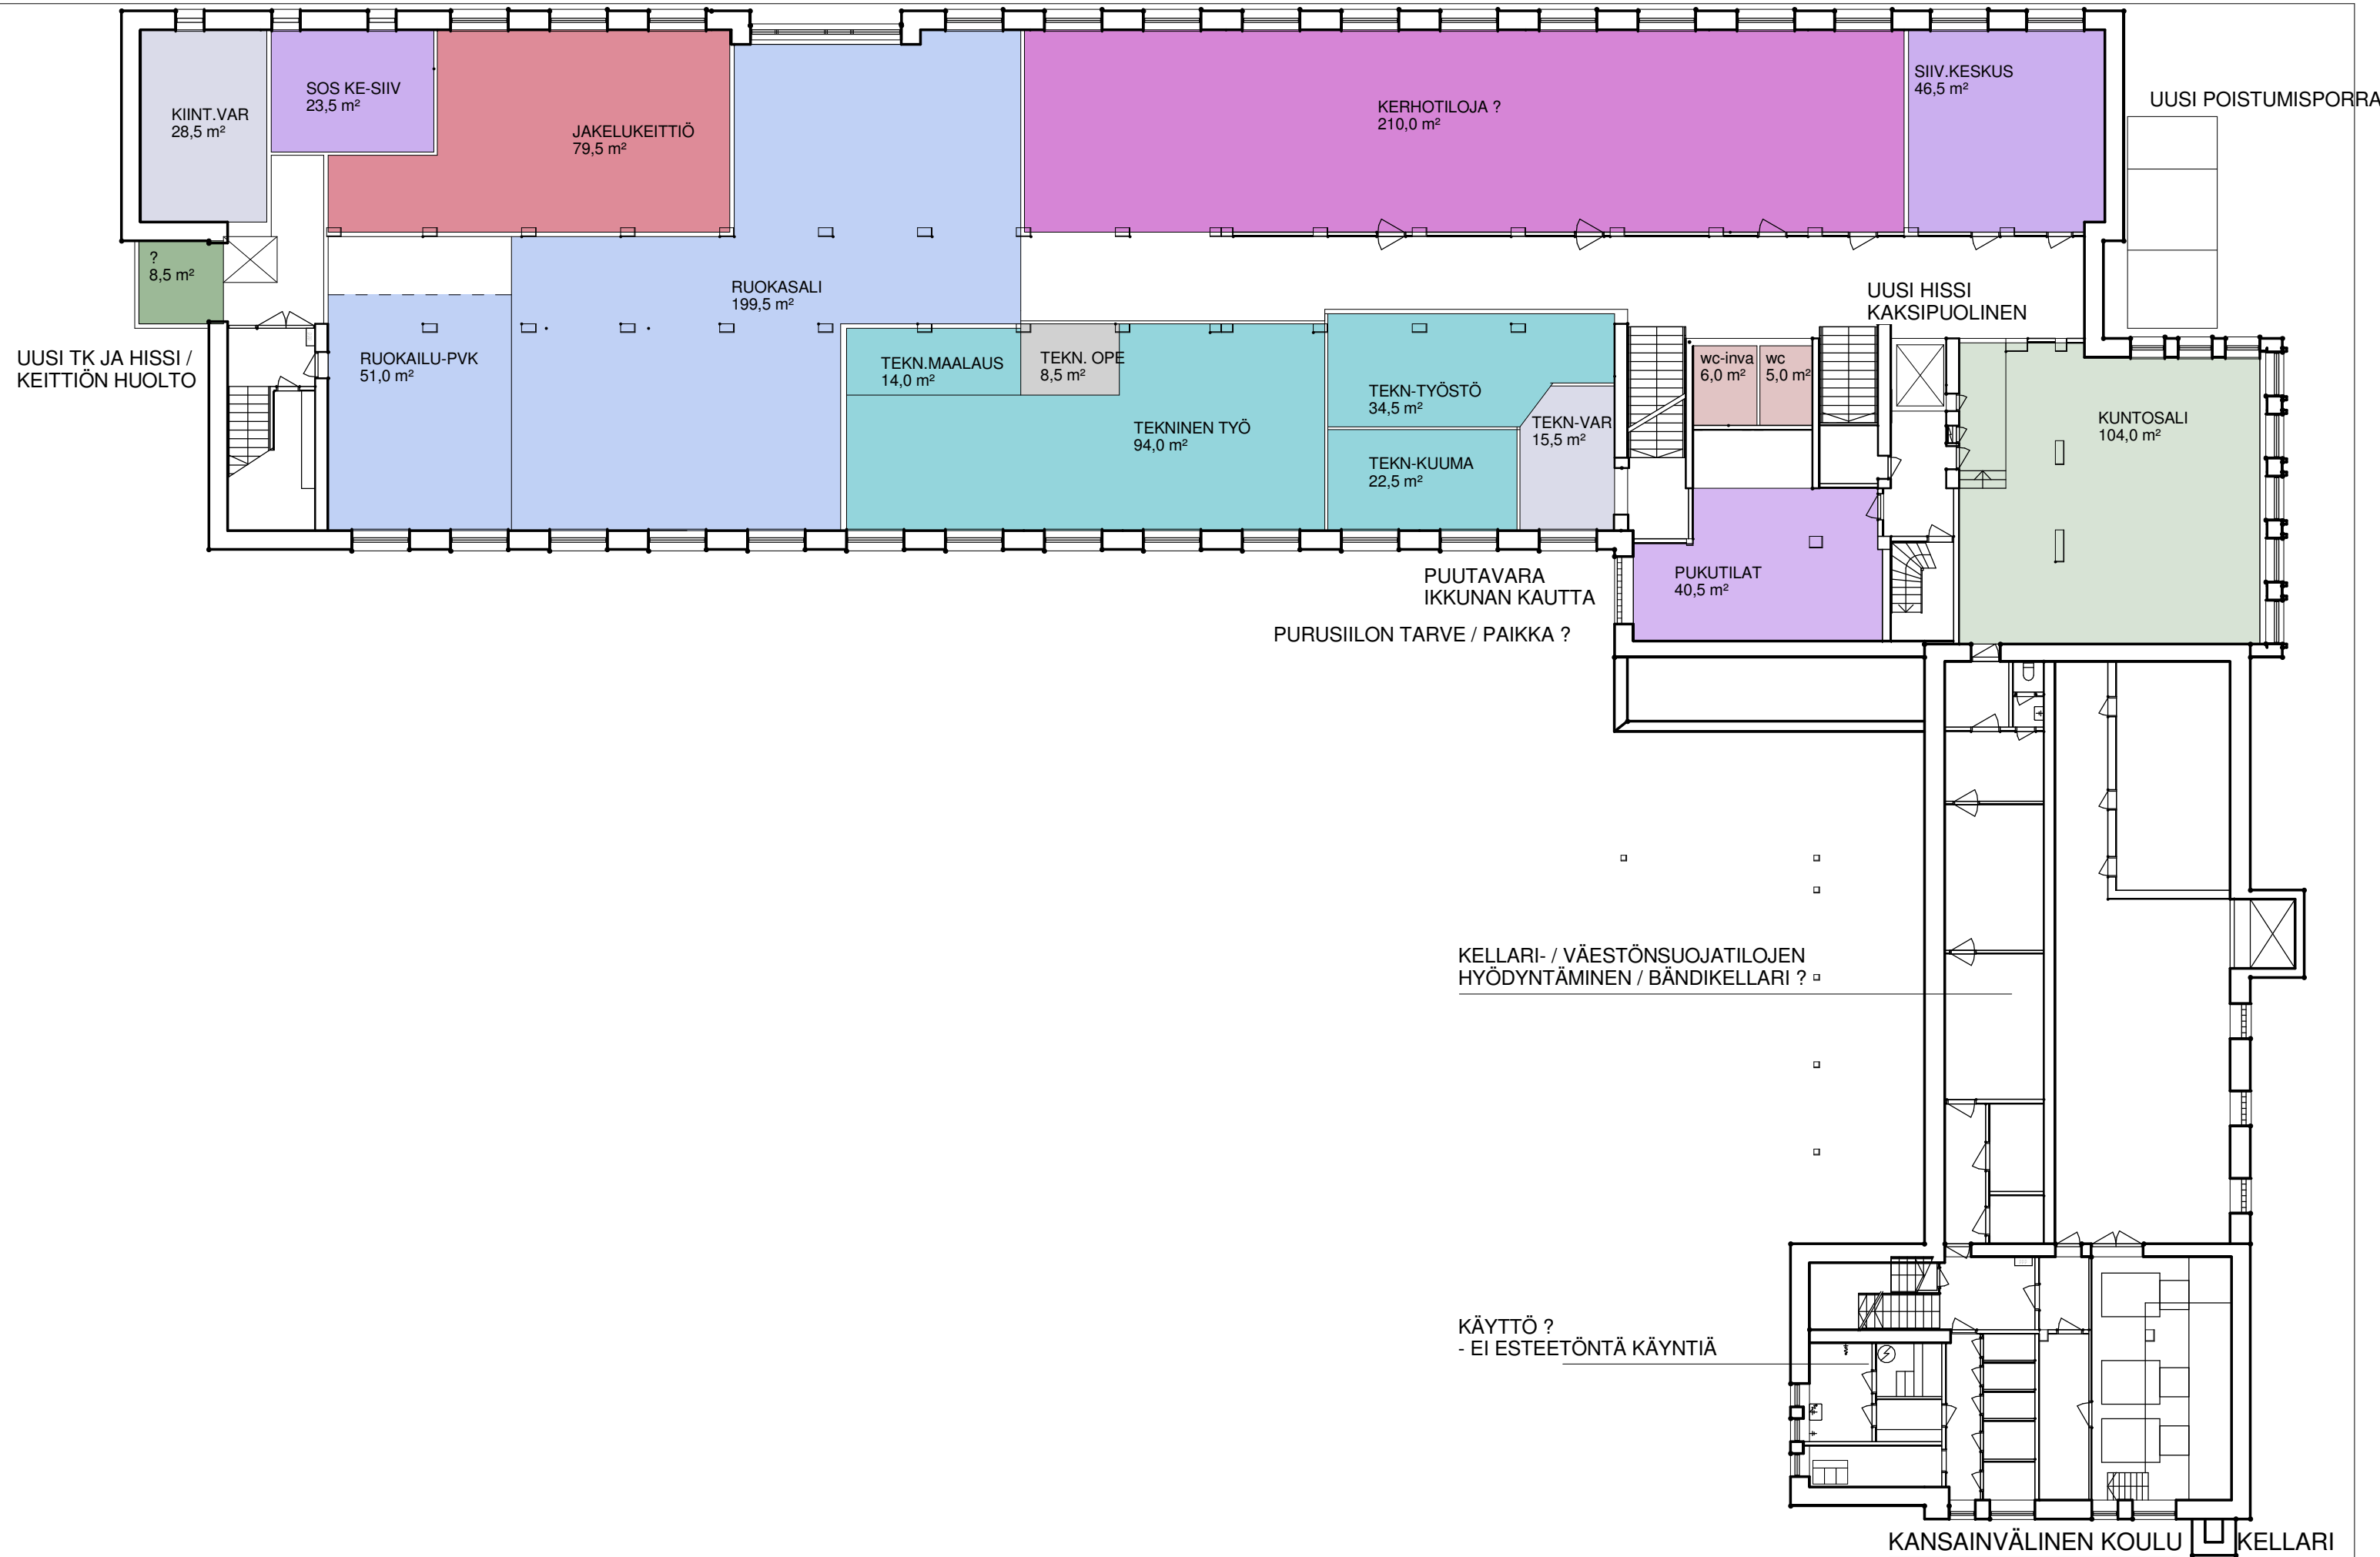 SOS KE-SIIV
23,5 m²
KIINT.VAR
28,5 m²
JAKELUKEITTIÖ
79,5 m²
KERHOTILOJA ?
210,0 m²
SIIV.KESKUS
46,5 m²
UUSI POISTUMISPORRA
?
8,5 m²
RUOKASALI
199,5 m²
UUSI HISSI
KAKSIPUOLINEN
UUSI TK JA HISSI /
KEITTIÖN HUOLTO
RUOKAILU-PVK
51,0 m²
TEKN.MAALAUS
14,0 m²
TEKN. OPE
8,5 m²
TEKN-TYÖSTÖ
34,5 m²
wc-inva
6,0 m²
wc
5,0 m²
TEKNINEN TYÖ
94,0 m²
TEKN-VAR
15,5 m²
KUNTOSALI
104,0 m²
TEKN-KUUMA
22,5 m²
PUUTAVARA
IKKUNAN KAUTTA
PUKUTILAT
40,5 m²
PURUSIILON TARVE / PAIKKA ?
KELLARI- / VÄESTÖNSUOJATILOJEN
HYÖDYNTÄMINEN / BÄNDIKELLARI ?
KÄYTTÖ ?
- EI ESTEETÖNTÄ KÄYNTIÄ
KANSAINVÄLINEN KOULU KELLARI